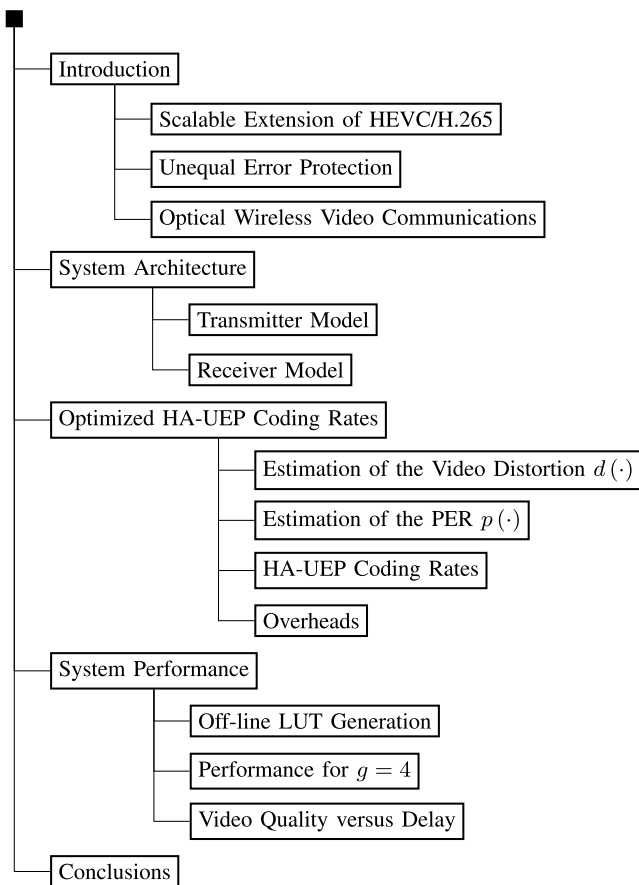 Introduction
Scalable Extension of HEVC/H.265
Unequal Error Protection
Optical Wireless Video Communications
System Architecture
Transmitter Model
Receiver Model
Optimized HA-UEP Coding Rates
Estimation of the Video Distortion d (·)
Estimation of the PER p (·)
HA-UEP Coding Rates
Overheads
System Performance
Off-line LUT Generation
Performance for g = 4
Video Quality versus Delay
Conclusions